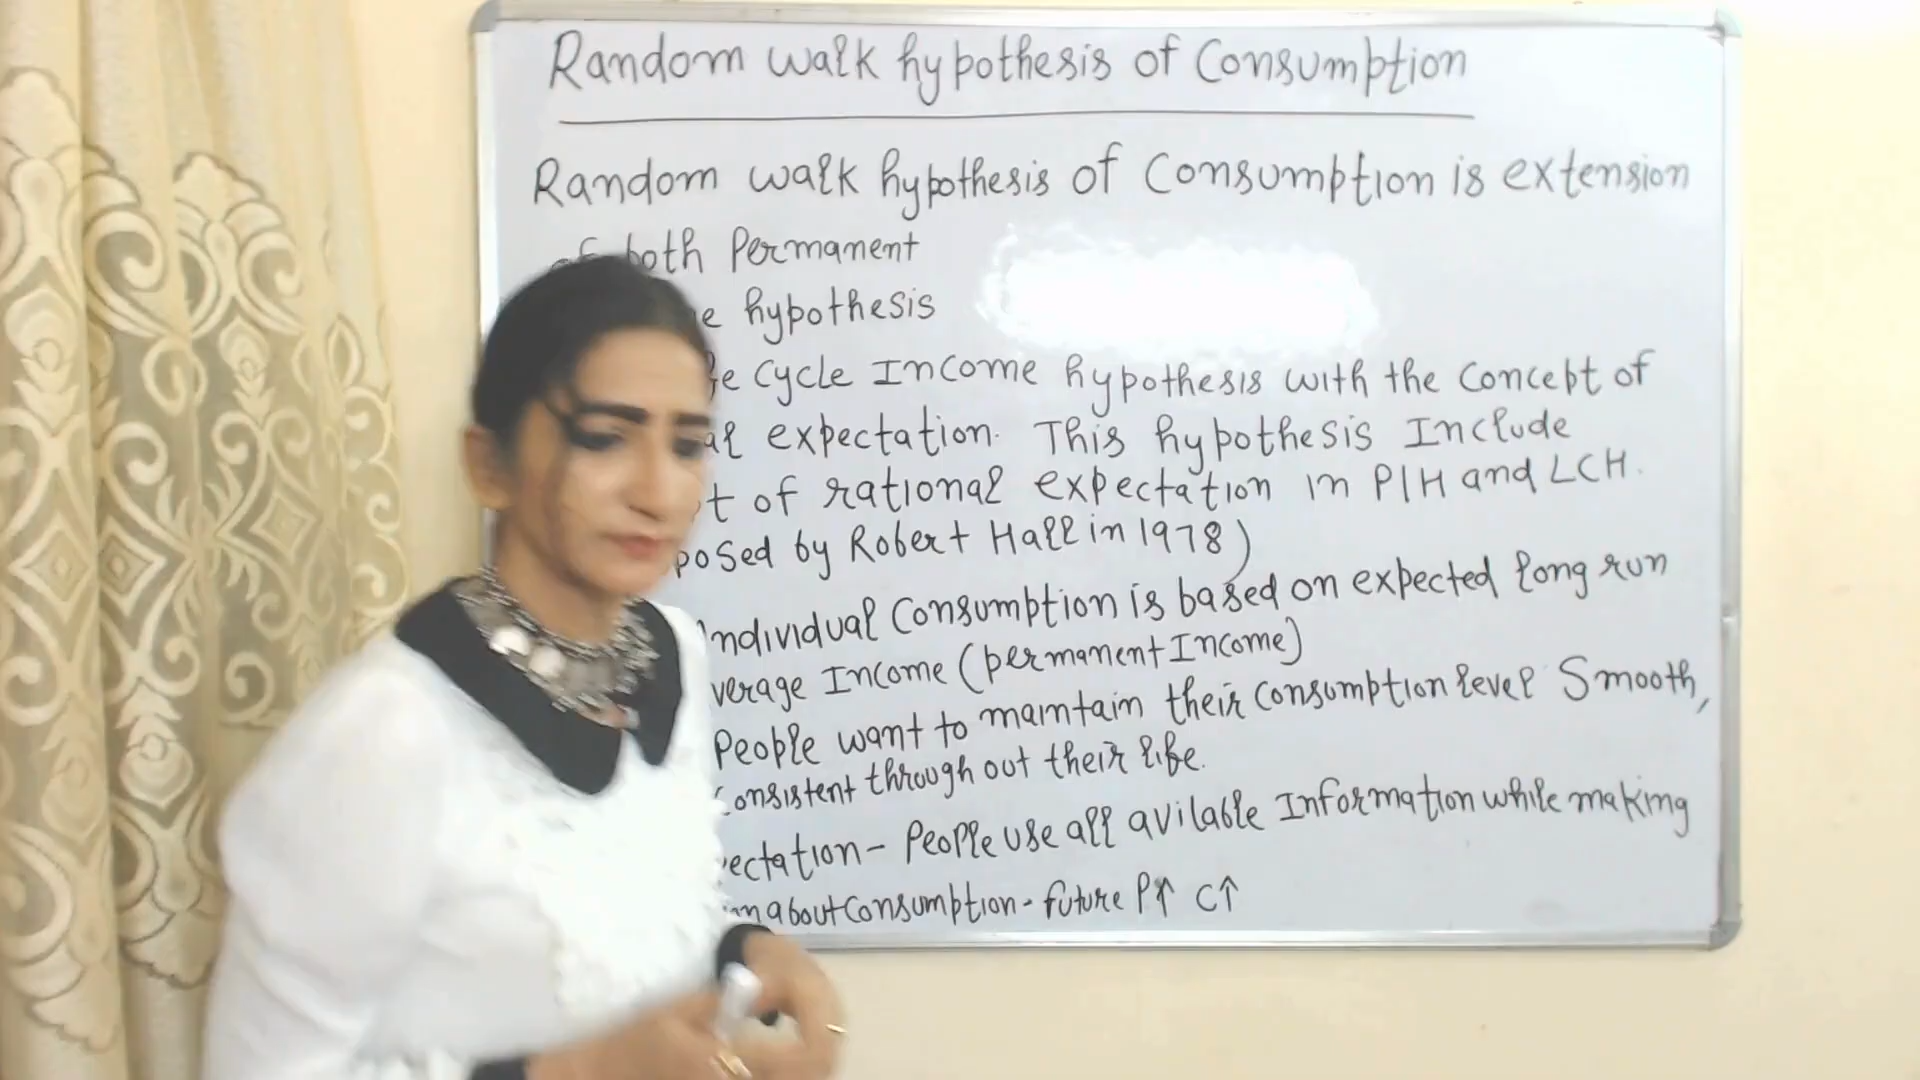 Random walk hypothesis of Consumption
Random walk hypothesis of Consumption is extension
of both Permanent
hypothesis
Cycle Income hypothesis with the Concept of
expectation. This hypothesis Include
of rational expectation in PIH and LCH.
by Robert Hall in 1978)
Individual Consumption is based on expected long run
Income (permanent Income)
People want to maintain their Consumption level Smooth,
Consistent through out their life.
– People use all avilable Information while making
about Consumption - future P↑ C↑